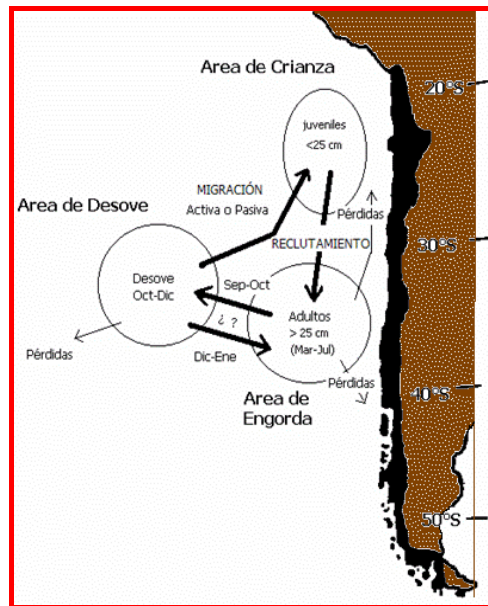 Area de Crianza
20°S
juveniles
<25 cm
MIGRACIÓN
Activa o Pasiva
Area de Desove
Pérdidas
RECLUTAMIENTO
30°S
Desove
Oct-Dic
Sep-Oct
¿ ?
Adultos
> 25 cm
(Mar-Jul)
Dic-Ene
Pérdidas
Pérdidas
Area de
Engorda
40°S
50°S